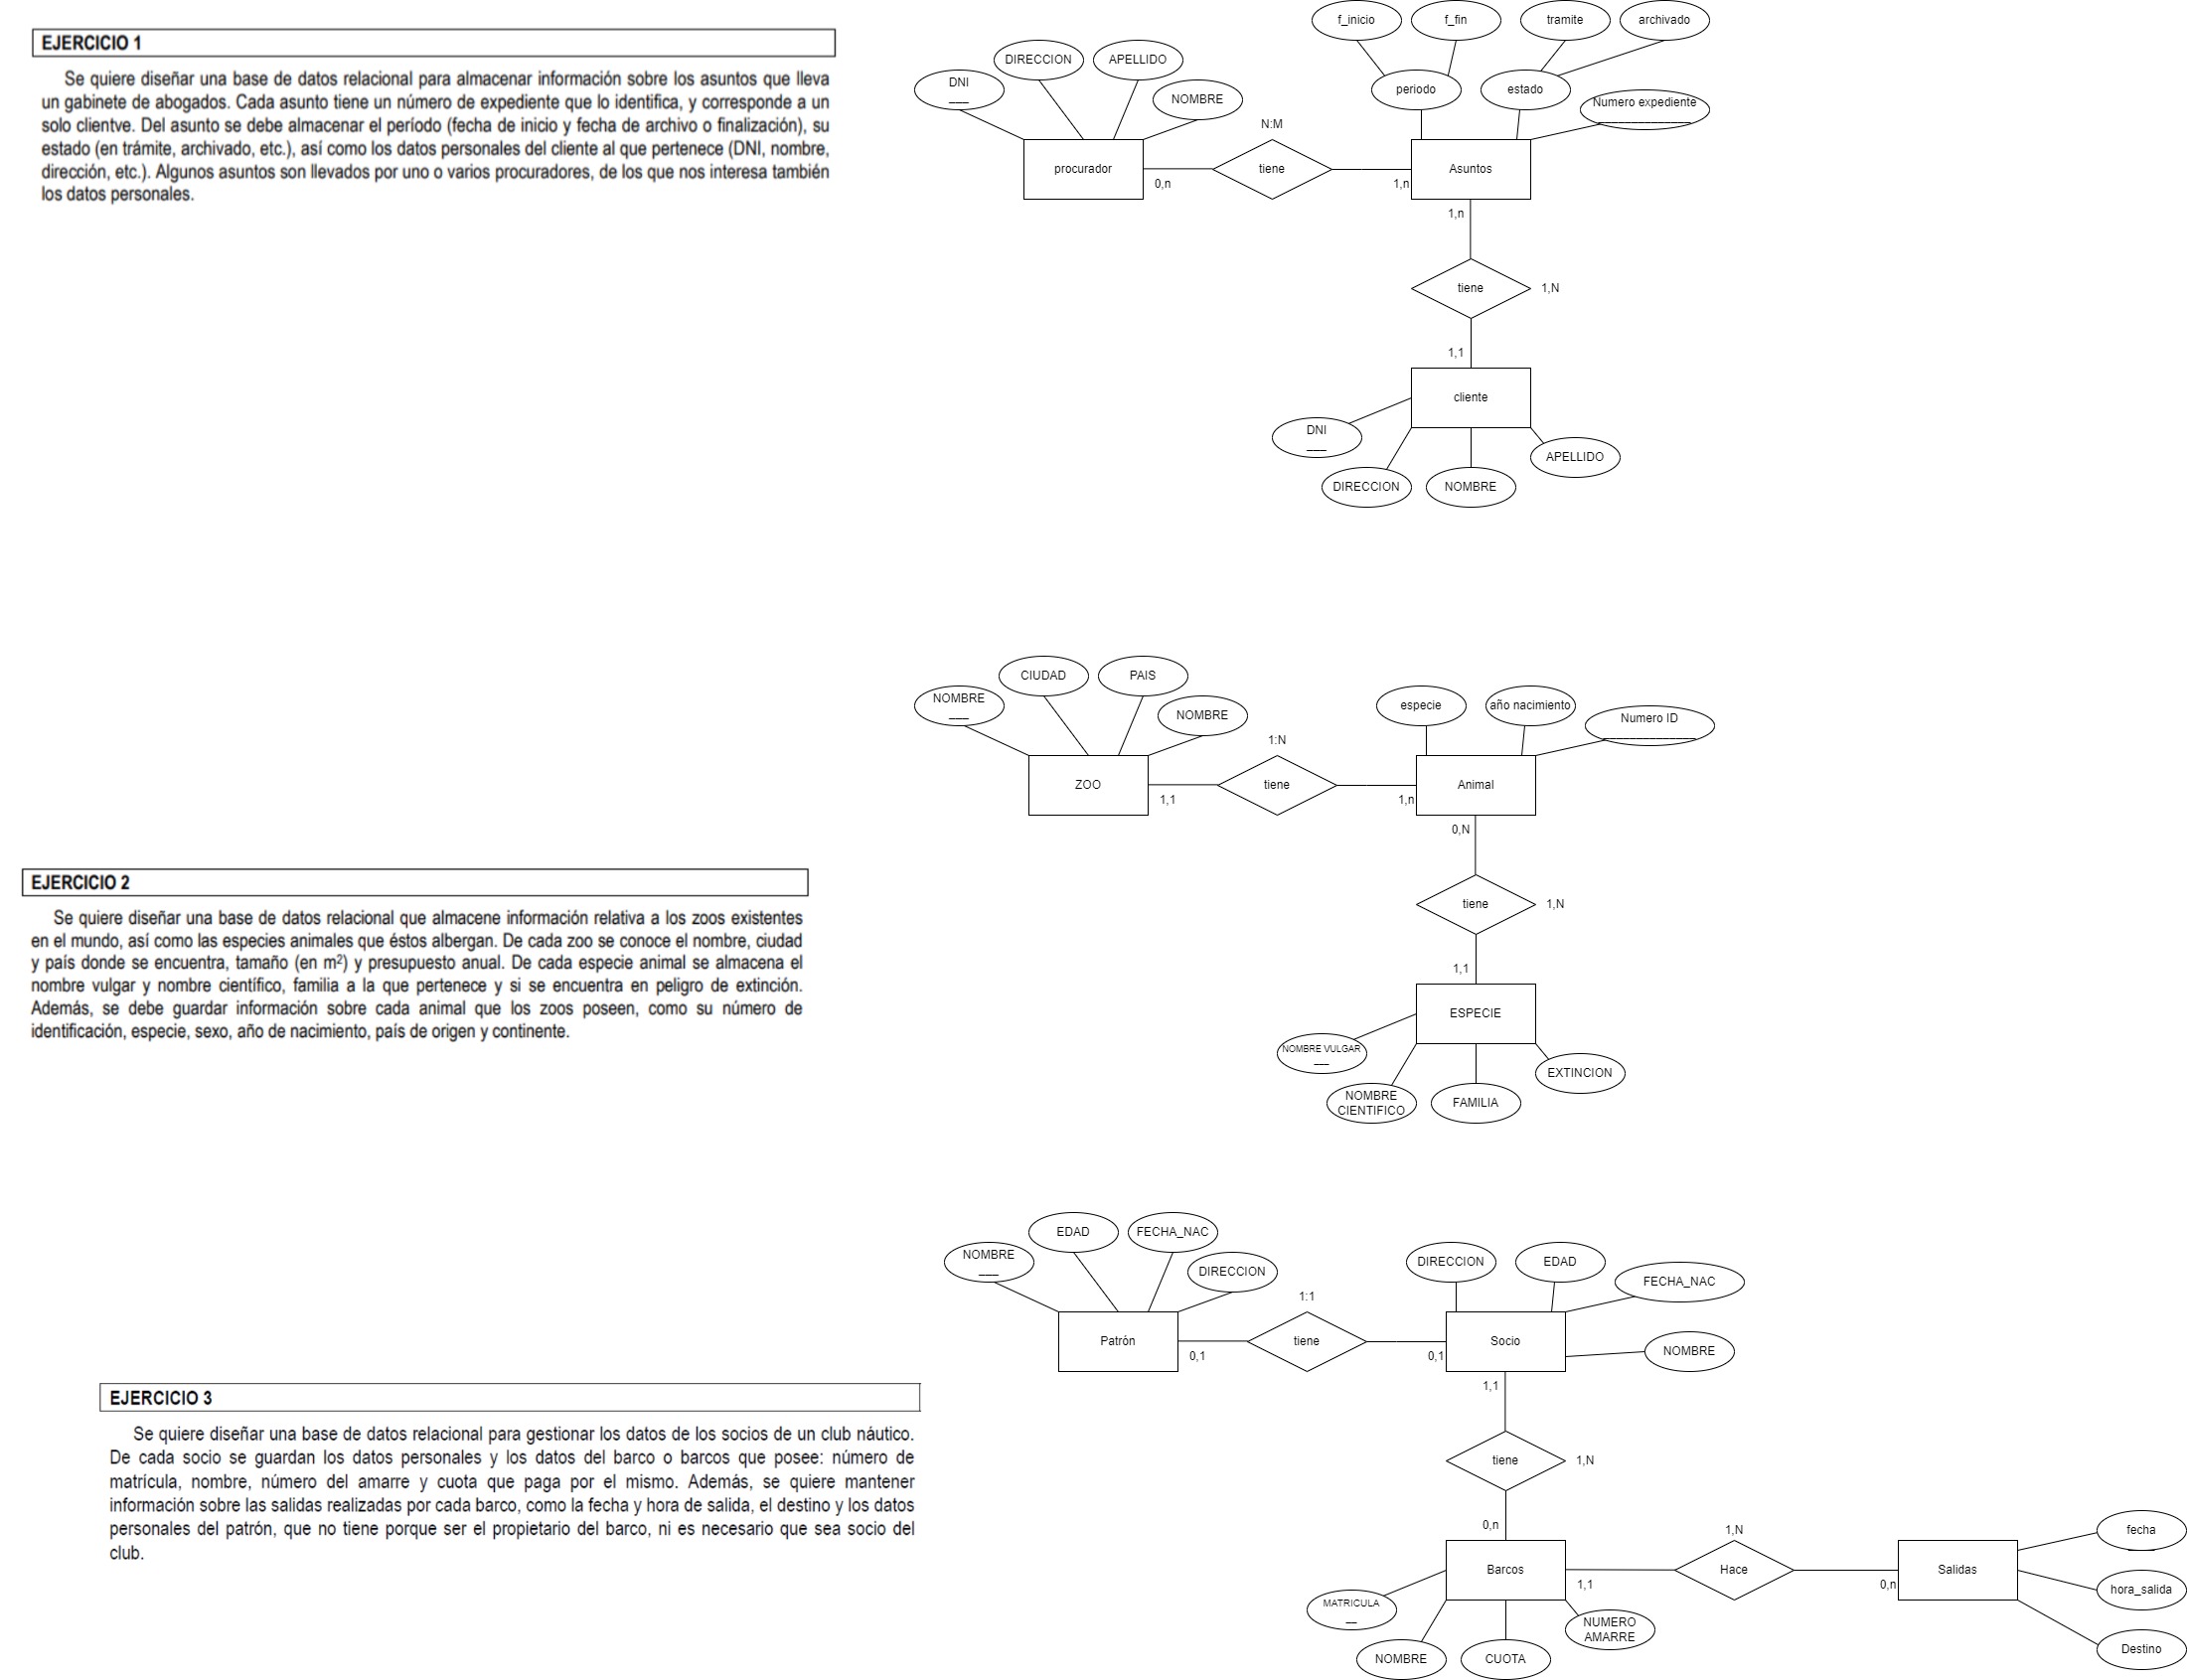 EJERCICIO 1
Se quiere diseñar una base de datos relacional para almacenar información sobre los asuntos que lleva
un gabinete de abogados. Cada asunto tiene un número de expediente que lo identifica, y corresponde a un
solo clientve. Del asunto se debe almacenar el período (fecha de inicio y fecha de archivo o finalización), su
estado (en trámite, archivado, etc.), así como los datos personales del cliente al que pertenece (DNI, nombre,
dirección, etc.). Algunos asuntos son llevados por uno o varios procuradores, de los que nos interesa también
los datos personales.
f_inicio
f_fin
tramite
archivado
DIRECCION
APELLIDO
DNI
NOMBRE
periodo
estado
Numero expediente
N:M
procurador
tiene
Asuntos
0,n
1,n
1,n
tiene
1,N
1,1
cliente
DNI
DIRECCION
NOMBRE
APELLIDO
CIUDAD
PAIS
NOMBRE
NOMBRE
especie
año nacimiento
Numero ID
1:N
ZOO
tiene
Animal
1,1
1,n
0,N
tiene
1,N
1,1
ESPECIE
NOMBRE VULGAR
NOMBRE
CIENTIFICO
FAMILIA
EXTINCION
EJERCICIO 2
Se quiere diseñar una base de datos relacional que almacene información relativa a los zoos existentes
en el mundo, así como las especies animales que éstos albergan. De cada zoo se conoce el nombre, ciudad
y país donde se encuentra, tamaño (en m²) y presupuesto anual. De cada especie animal se almacena el
nombre vulgar y nombre científico, familia a la que pertenece y si se encuentra en peligro de extinción.
Además, se debe guardar información sobre cada animal que los zoos poseen, como su número de
identificación, especie, sexo, año de nacimiento, país de origen y continente.
EDAD
FECHA_NAC
NOMBRE
DIRECCION
DIRECCION
EDAD
FECHA_NAC
1:1
Patrón
tiene
Socio
NOMBRE
0,1
0,1
1,1
tiene
1,N
0,n
1,N
Barcos
Hace
Salidas
1,1
0,n
fecha
hora_salida
Destino
MATRICULA
NOMBRE
CUOTA
NUMERO
AMARRE
EJERCICIO 3
Se quiere diseñar una base de datos relacional para gestionar los datos de los socios de un club náutico.
De cada socio se guardan los datos personales y los datos del barco o barcos que posee: número de
matrícula, nombre, número del amarre y cuota que paga por el mismo. Además, se quiere mantener
información sobre las salidas realizadas por cada barco, como la fecha y hora de salida, el destino y los datos
personales del patrón, que no tiene porque ser el propietario del barco, ni es necesario que sea socio del
club.